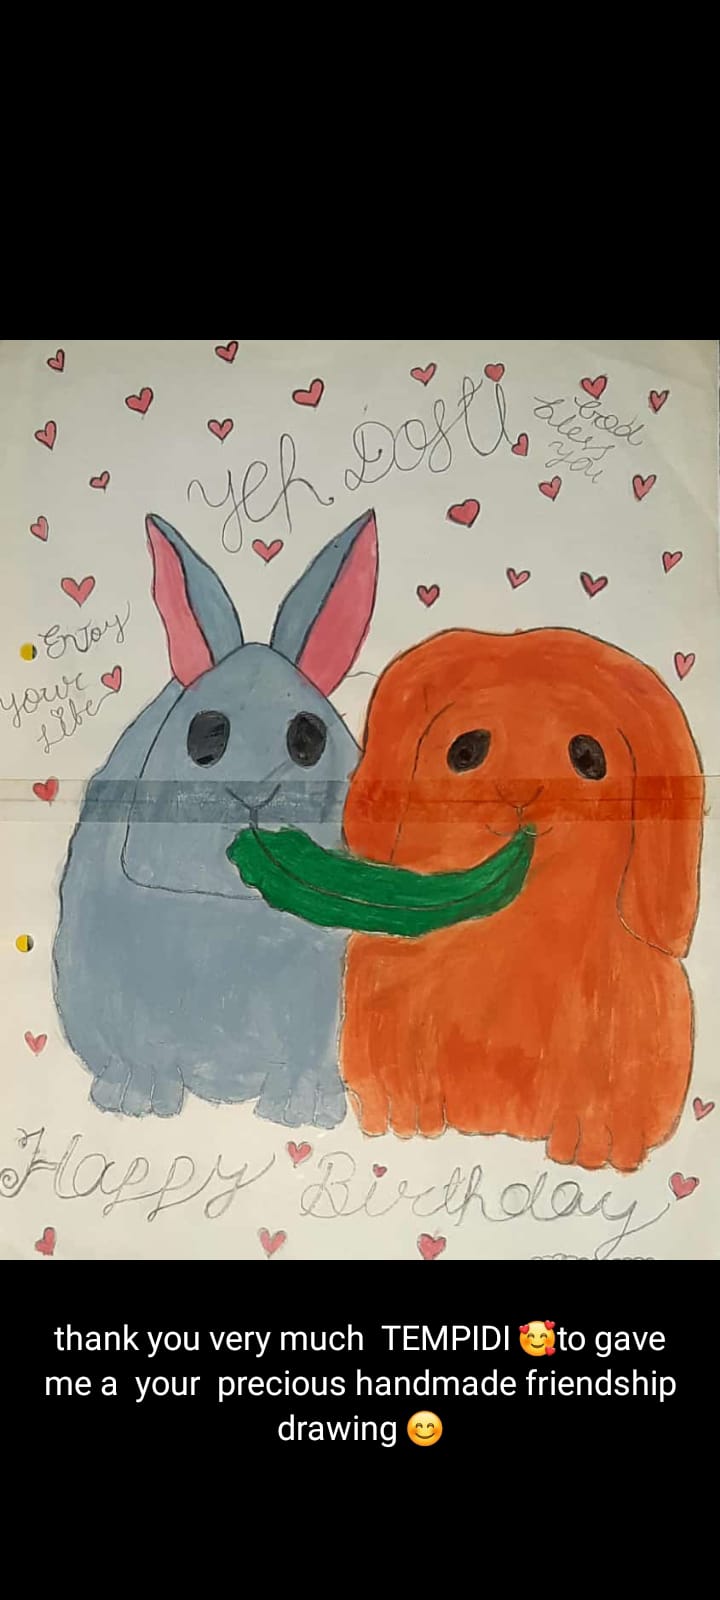 Yeh Dosti
God
bless
you
Enjoy
your
Life
Happy Birthday
thank you very much TEMPIDI 🥰to gave
me a your precious handmade friendship
drawing 😊